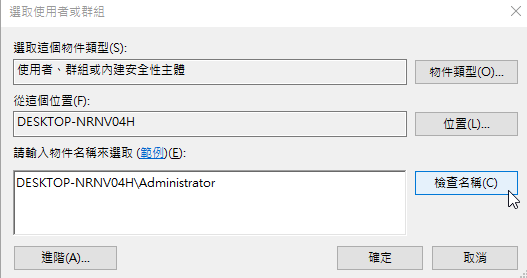 選取使用者或群組
選取這個物件類型(S):
使用者、群組或內建安全性主體
物件類型(O)...
從這個位置(F):
DESKTOP-NRNV04H
位置(L)...
請輸入物件名稱來選取 (範例)(E):
DESKTOP-NRNV04H\Administrator
檢查名稱(C)
進階(A)...
確定
取消